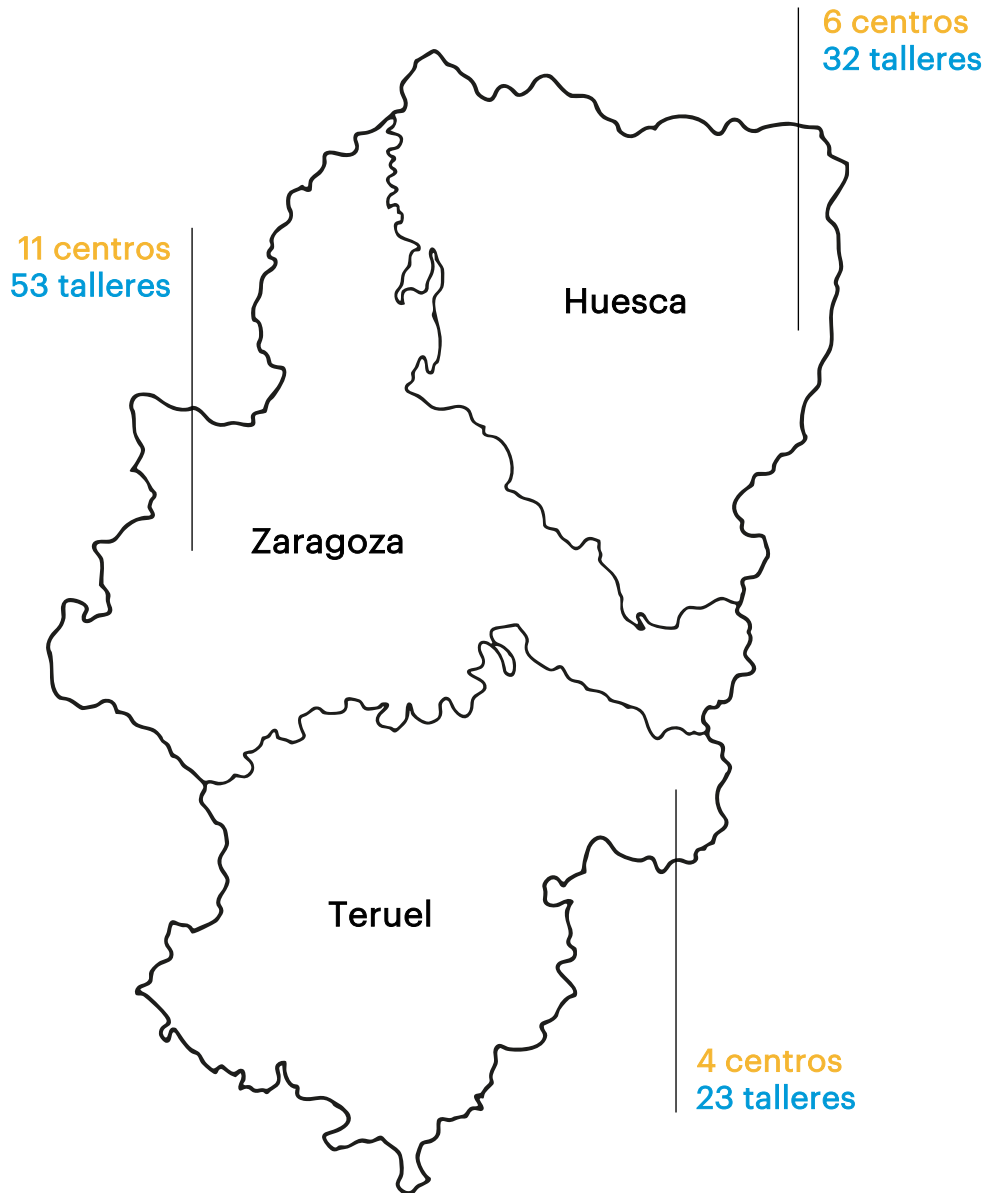 6 centros
32 talleres
11 centros
53 talleres
Huesca
Zaragoza
Teruel
4 centros
23 talleres